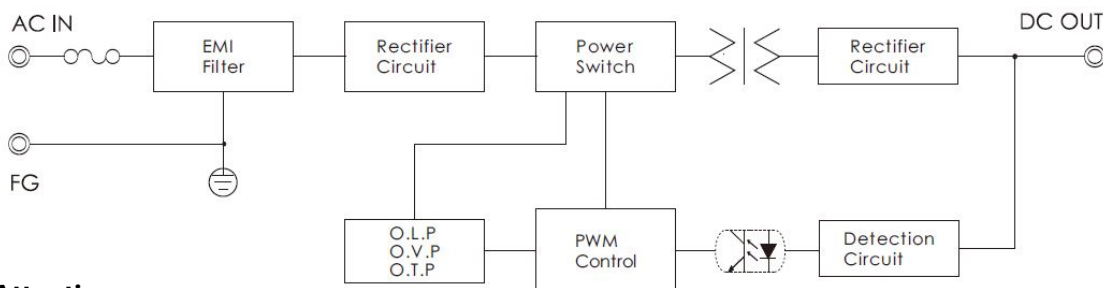 AC IN
DC OUT
EMI
Filter
Rectifier
Circuit
Power
Switch
Rectifier
Circuit
FG
O.L.P
O.V.P
O.T.P
PWM
Control
Detection
Circuit